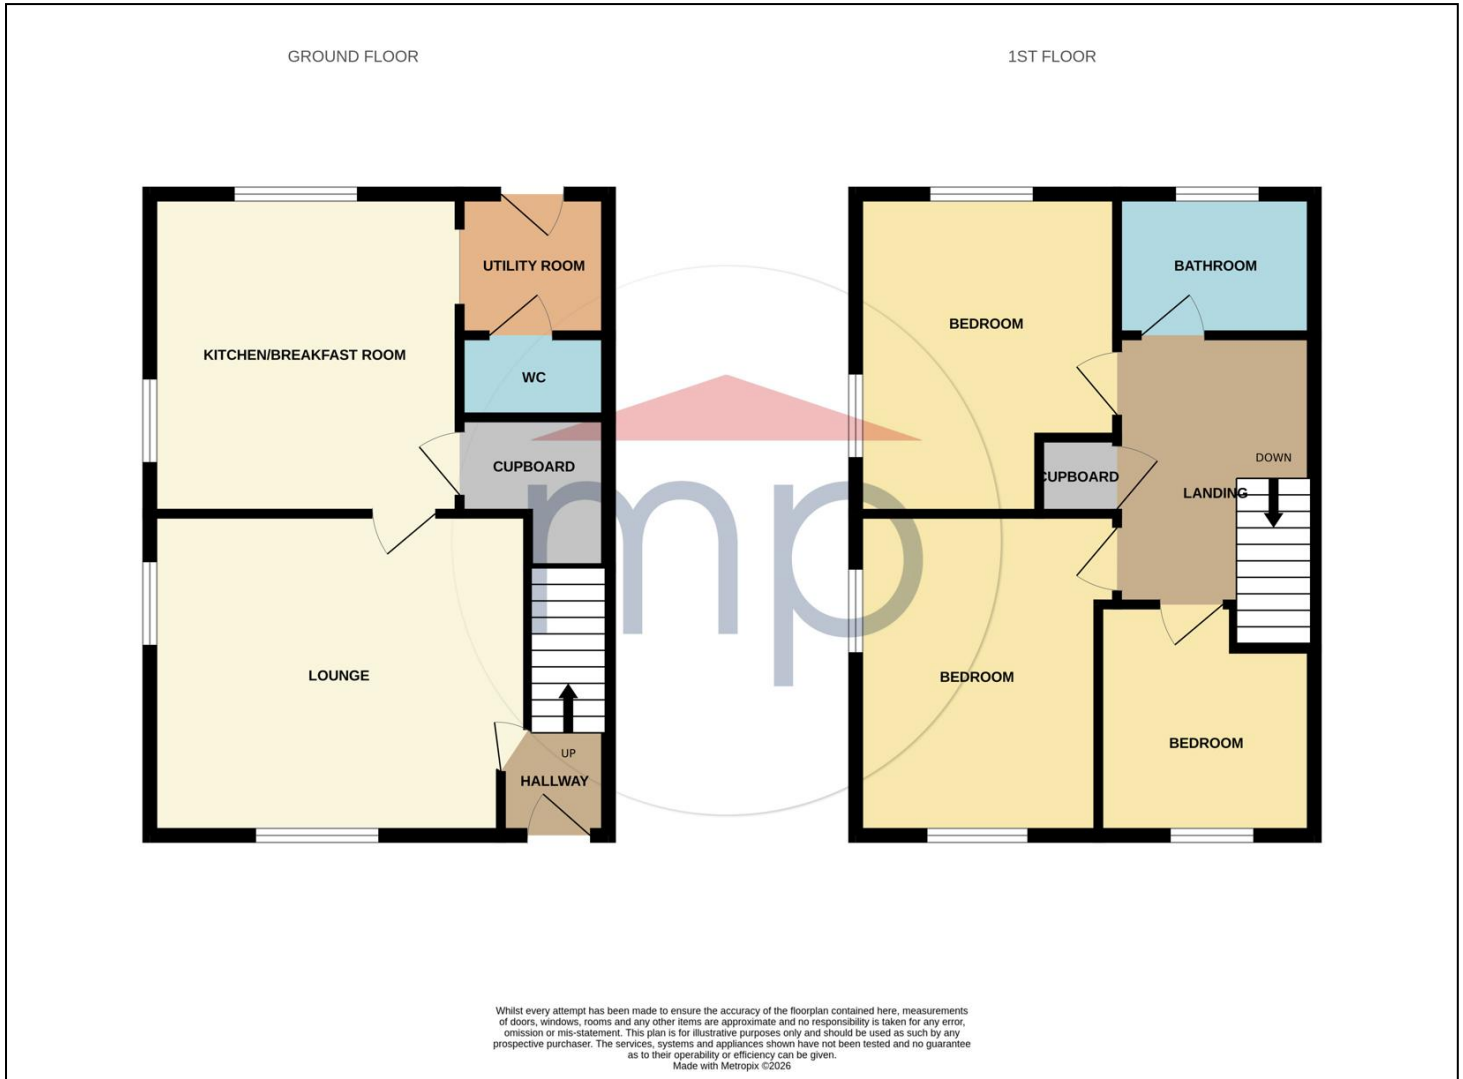 GROUND FLOOR
1ST FLOOR
UTILITY ROOM
KITCHEN/BREAKFAST ROOM
WC
CUPBOARD
LOUNGE
UP
HALLWAY
BATHROOM
BEDROOM
DOWN
CUPBOARD
LANDING
BEDROOM
BEDROOM
mp
Whilst every attempt has been made to ensure the accuracy of the floorplan contained here, measurements
of doors, windows, rooms and any other items are approximate and no responsibility is taken for any error,
omission or mis-statement. This plan is for illustrative purposes only and should be used as such by any
prospective purchaser. The services, systems and appliances shown have not been tested and no guarantee
as to their operability or efficiency can be given.
Made with Metropix ©2026